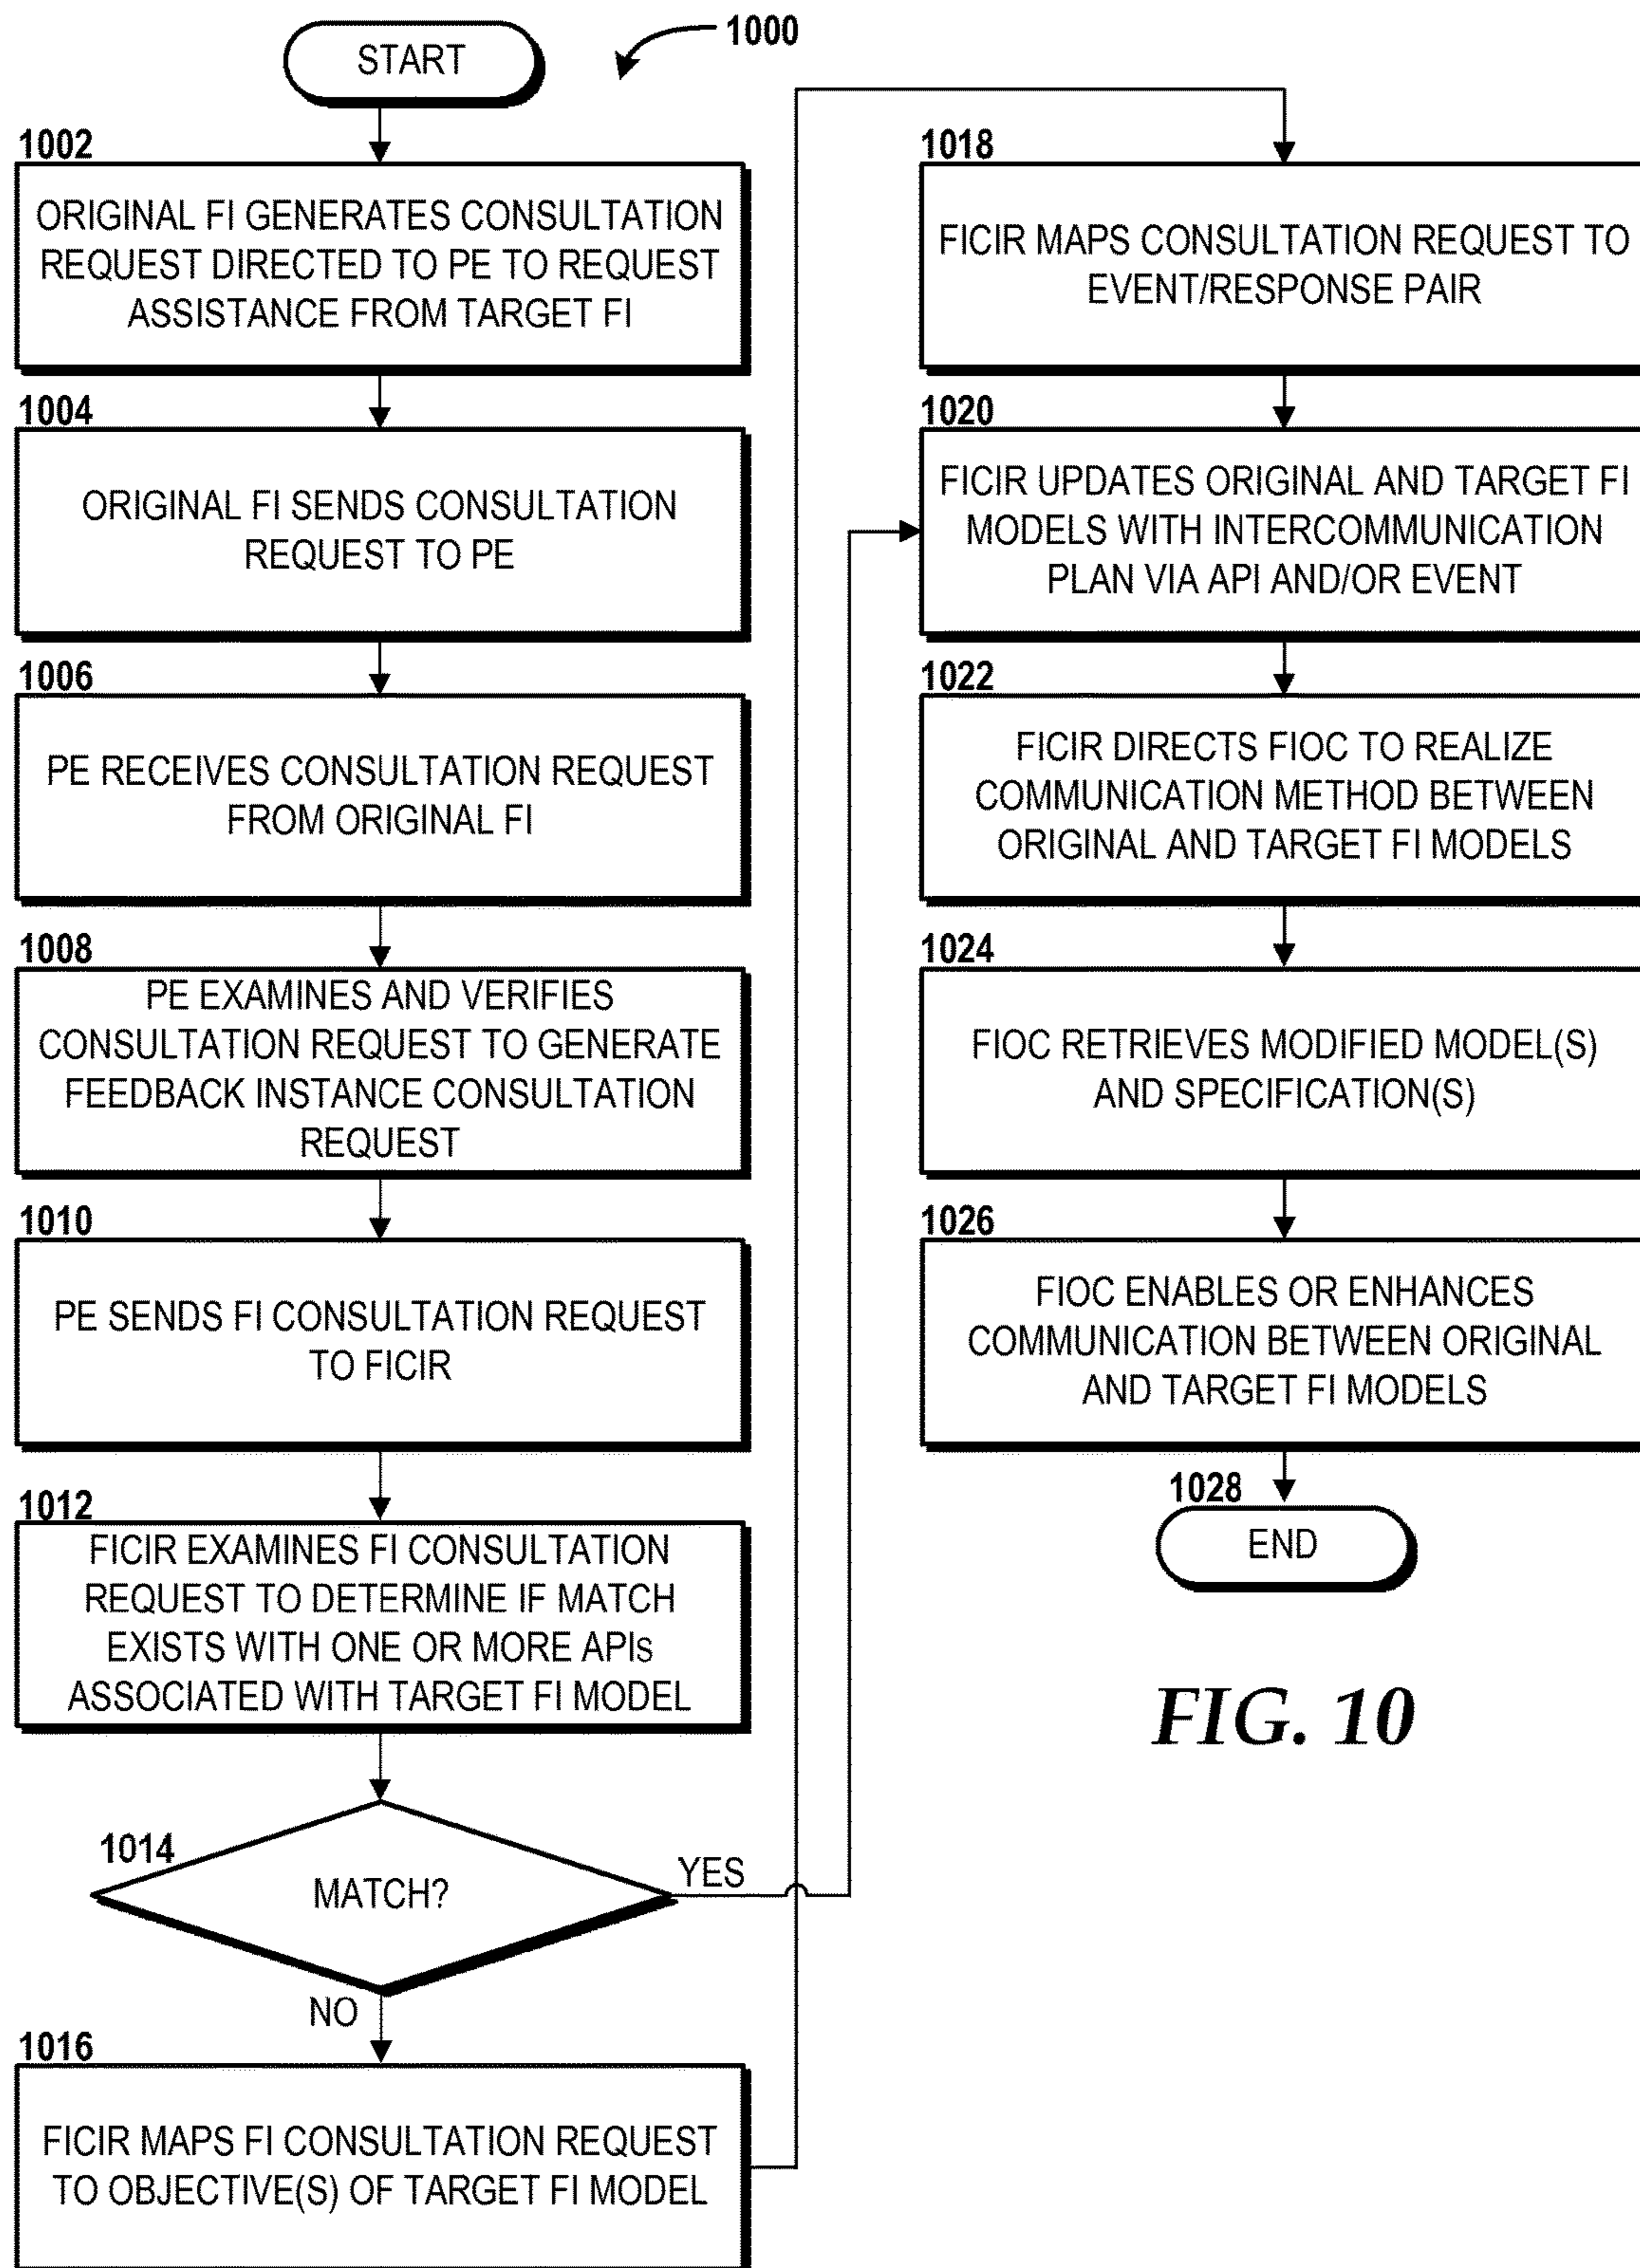 START
1000
1002
ORIGINAL FI GENERATES CONSULTATION
REQUEST DIRECTED TO PE TO REQUEST
ASSISTANCE FROM TARGET FI
1004
ORIGINAL FI SENDS CONSULTATION
REQUEST TO PE
1006
PE RECEIVES CONSULTATION REQUEST
FROM ORIGINAL FI
1008
PE EXAMINES AND VERIFIES
CONSULTATION REQUEST TO GENERATE
FEEDBACK INSTANCE CONSULTATION
REQUEST
1010
PE SENDS FI CONSULTATION REQUEST
TO FICIR
1012
FICIR EXAMINES FI CONSULTATION
REQUEST TO DETERMINE IF MATCH
EXISTS WITH ONE OR MORE APIs
ASSOCIATED WITH TARGET FI MODEL
1014
MATCH?
YES
NO
1016
FICIR MAPS FI CONSULTATION REQUEST
TO OBJECTIVE(S) OF TARGET FI MODEL
1018
FICIR MAPS CONSULTATION REQUEST TO
EVENT/RESPONSE PAIR
1020
FICIR UPDATES ORIGINAL AND TARGET FI
MODELS WITH INTERCOMMUNICATION
PLAN VIA API AND/OR EVENT
1022
FICIR DIRECTS FIOC TO REALIZE
COMMUNICATION METHOD BETWEEN
ORIGINAL AND TARGET FI MODELS
1024
FIOC RETRIEVES MODIFIED MODEL(S)
AND SPECIFICATION(S)
1026
FIOC ENABLES OR ENHANCES
COMMUNICATION BETWEEN ORIGINAL
AND TARGET FI MODELS
1028
END
FIG. 10